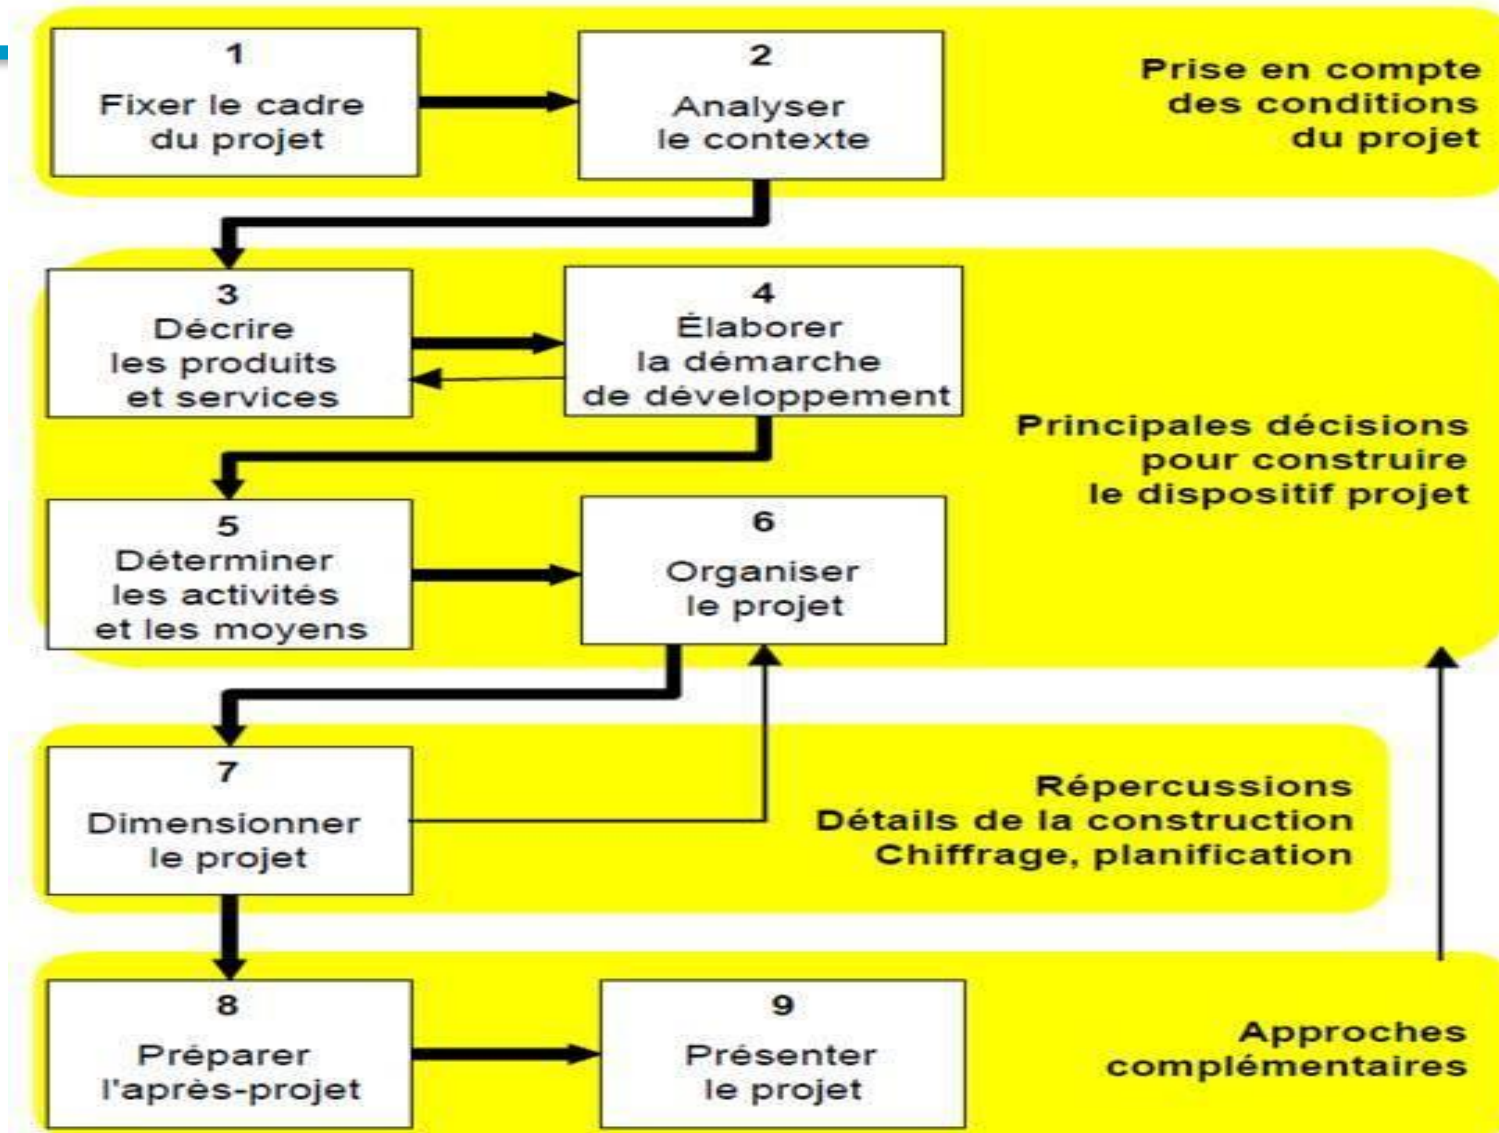 1
Fixer le cadre
du projet
2
Analyser
le contexte
Prise en compte
des conditions
du projet
3
Décrire
les produits
et services
4
Élaborer
la démarche
de développement
Principales décisions
pour construire
le dispositif projet
5
Déterminer
les activités
et les moyens
6
Organiser
le projet
7
Dimensionner
le projet
Répercussions
Détails de la construction
Chiffrage, planification
8
Préparer
l'après-projet
9
Présenter
le projet
Approches
complémentaires